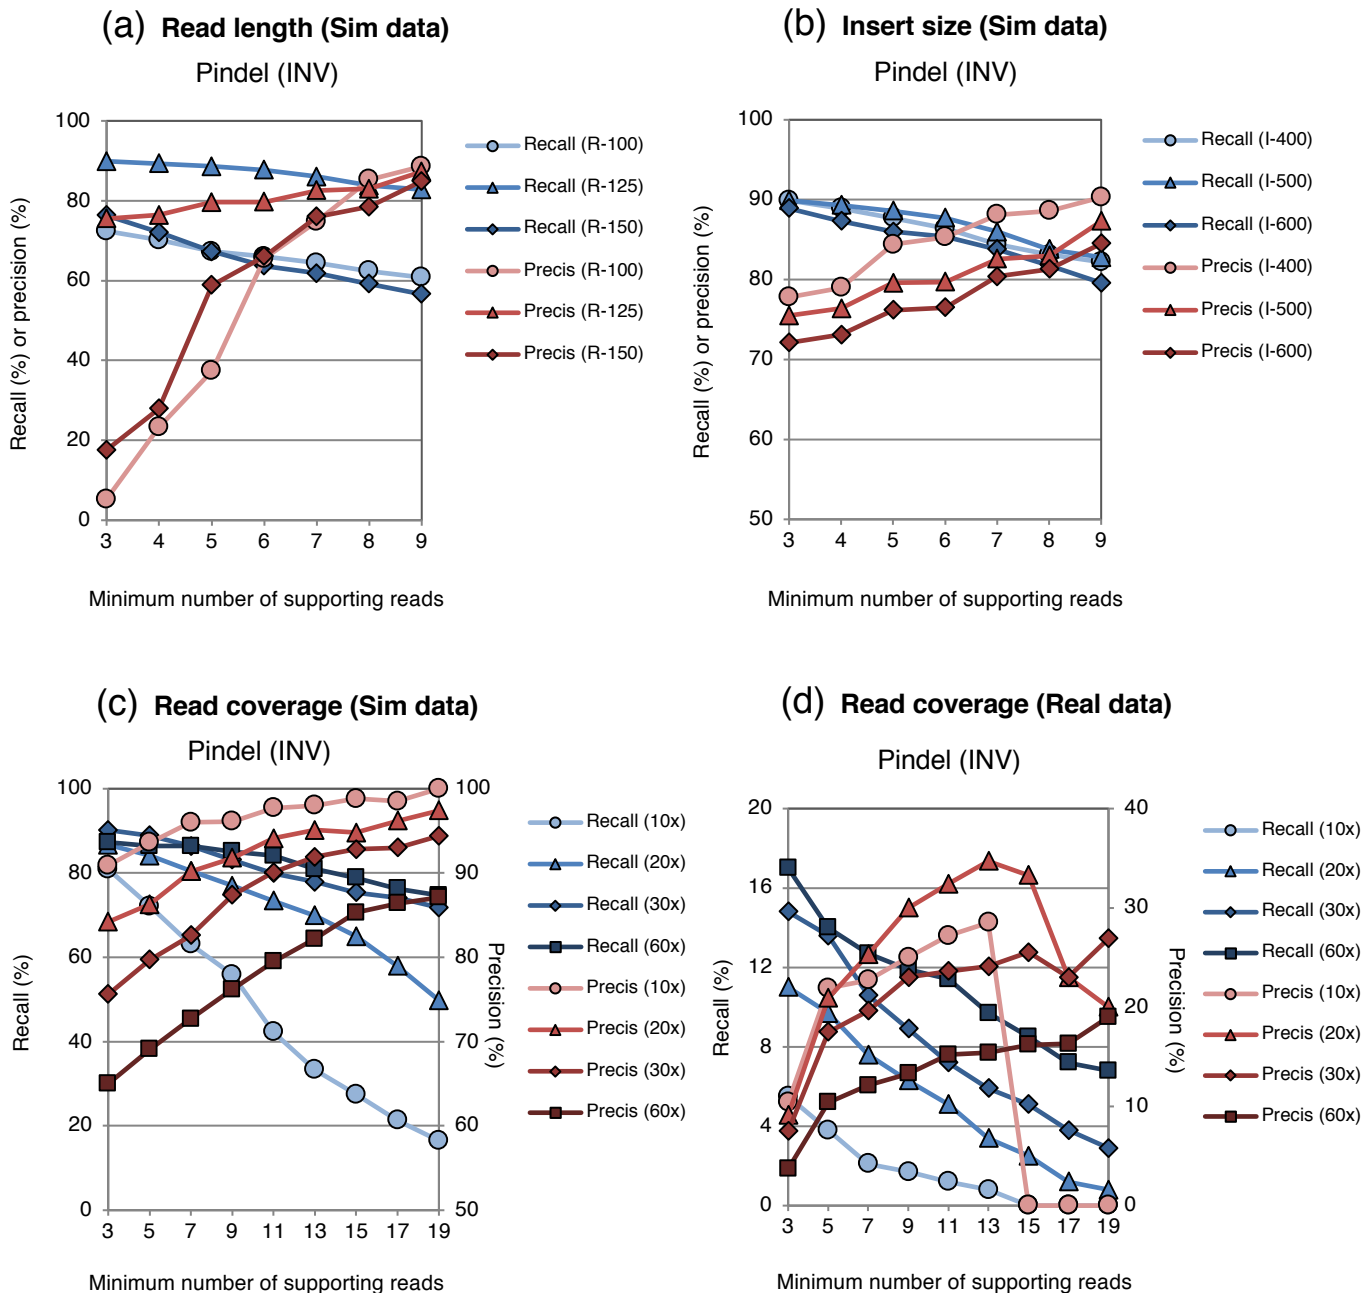 (a) Read length (Sim data)
Pindel (INV)
100
80
60
40
20
0
3 4 5 6 7 8 9
Recall (%) or precision (%)
Minimum number of supporting reads
Recall (R-100)
Recall (R-125)
Recall (R-150)
Precis (R-100)
Precis (R-125)
Precis (R-150)
(b) Insert size (Sim data)
Pindel (INV)
100
90
80
70
60
50
3 4 5 6 7 8 9
Recall (%) or precision (%)
Minimum number of supporting reads
Recall (I-400)
Recall (I-500)
Recall (I-600)
Precis (I-400)
Precis (I-500)
Precis (I-600)
(c) Read coverage (Sim data)
Pindel (INV)
100
80
60
40
20
0
3 5 7 9 11 13 15 17 19
100
90
80
70
60
50
Recall (%)
Precision (%)
Minimum number of supporting reads
Recall (10x)
Recall (20x)
Recall (30x)
Recall (60x)
Precis (10x)
Precis (20x)
Precis (30x)
Precis (60x)
(d) Read coverage (Real data)
Pindel (INV)
20
16
12
8
4
0
3 5 7 9 11 13 15 17 19
40
30
20
10
0
Recall (%)
Precision (%)
Minimum number of supporting reads
Recall (10x)
Recall (20x)
Recall (30x)
Recall (60x)
Precis (10x)
Precis (20x)
Precis (30x)
Precis (60x)